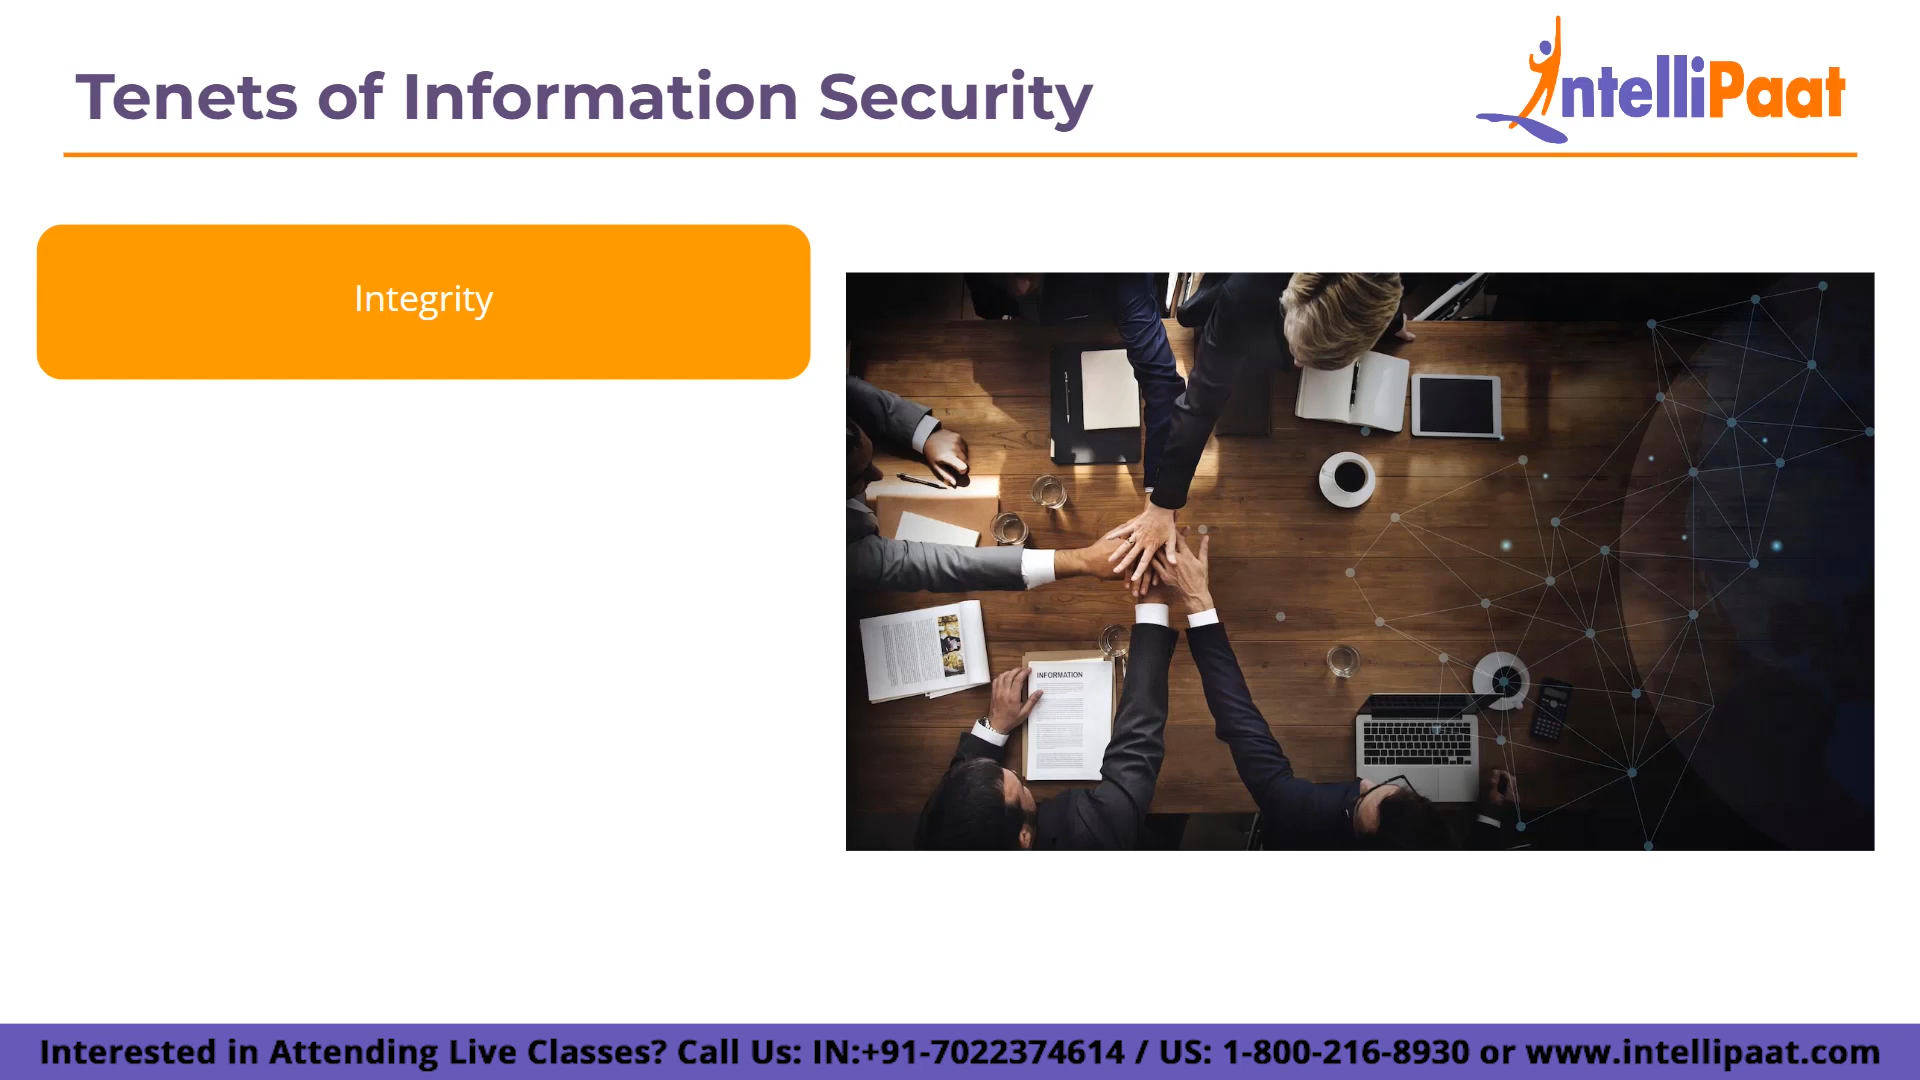 Tenets of Information Security
IntelliPaat
Integrity
INFORMATION
Interested in Attending Live Classes? Call Us: IN:+91-7022374614 / US: 1-800-216-8930 or www.intellipaat.com